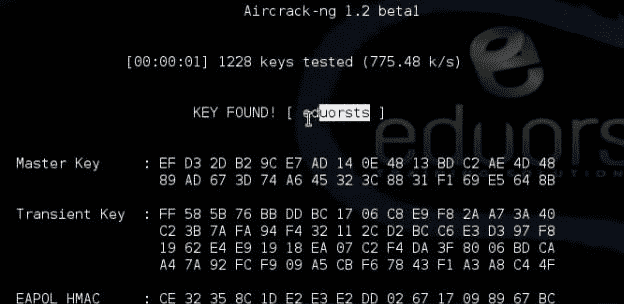 Aircrack-ng 1.2 beta1
[00:00:01] 1228 keys tested (775.48 k/s)
KEY FOUND! [ eduorsts ]
Master Key : EF D3 2D B2 9C E7 AD 14 0E 48 13 BD C2 AE 4D 48
89 AD 67 3D 74 A6 45 32 3C 88 31 F1 69 E5 64 8B
Transient Key : FF 58 5B 76 BB DD BC 17 06 C8 E9 F8 2A A7 3A 40
C2 3B 7A FA 94 F4 32 11 2C D2 BC C6 E3 D3 97 F8
19 62 E4 E9 19 18 EA 07 C2 F4 DA 3F 80 06 BD CA
A4 7A 92 FC F9 09 A5 CB F6 78 43 F1 A3 A8 C4 4F
EAPOL HMAC : CE 32 35 8C 1D E2 E3 E2 DD 02 67 17 09 89 67 BC
eduors